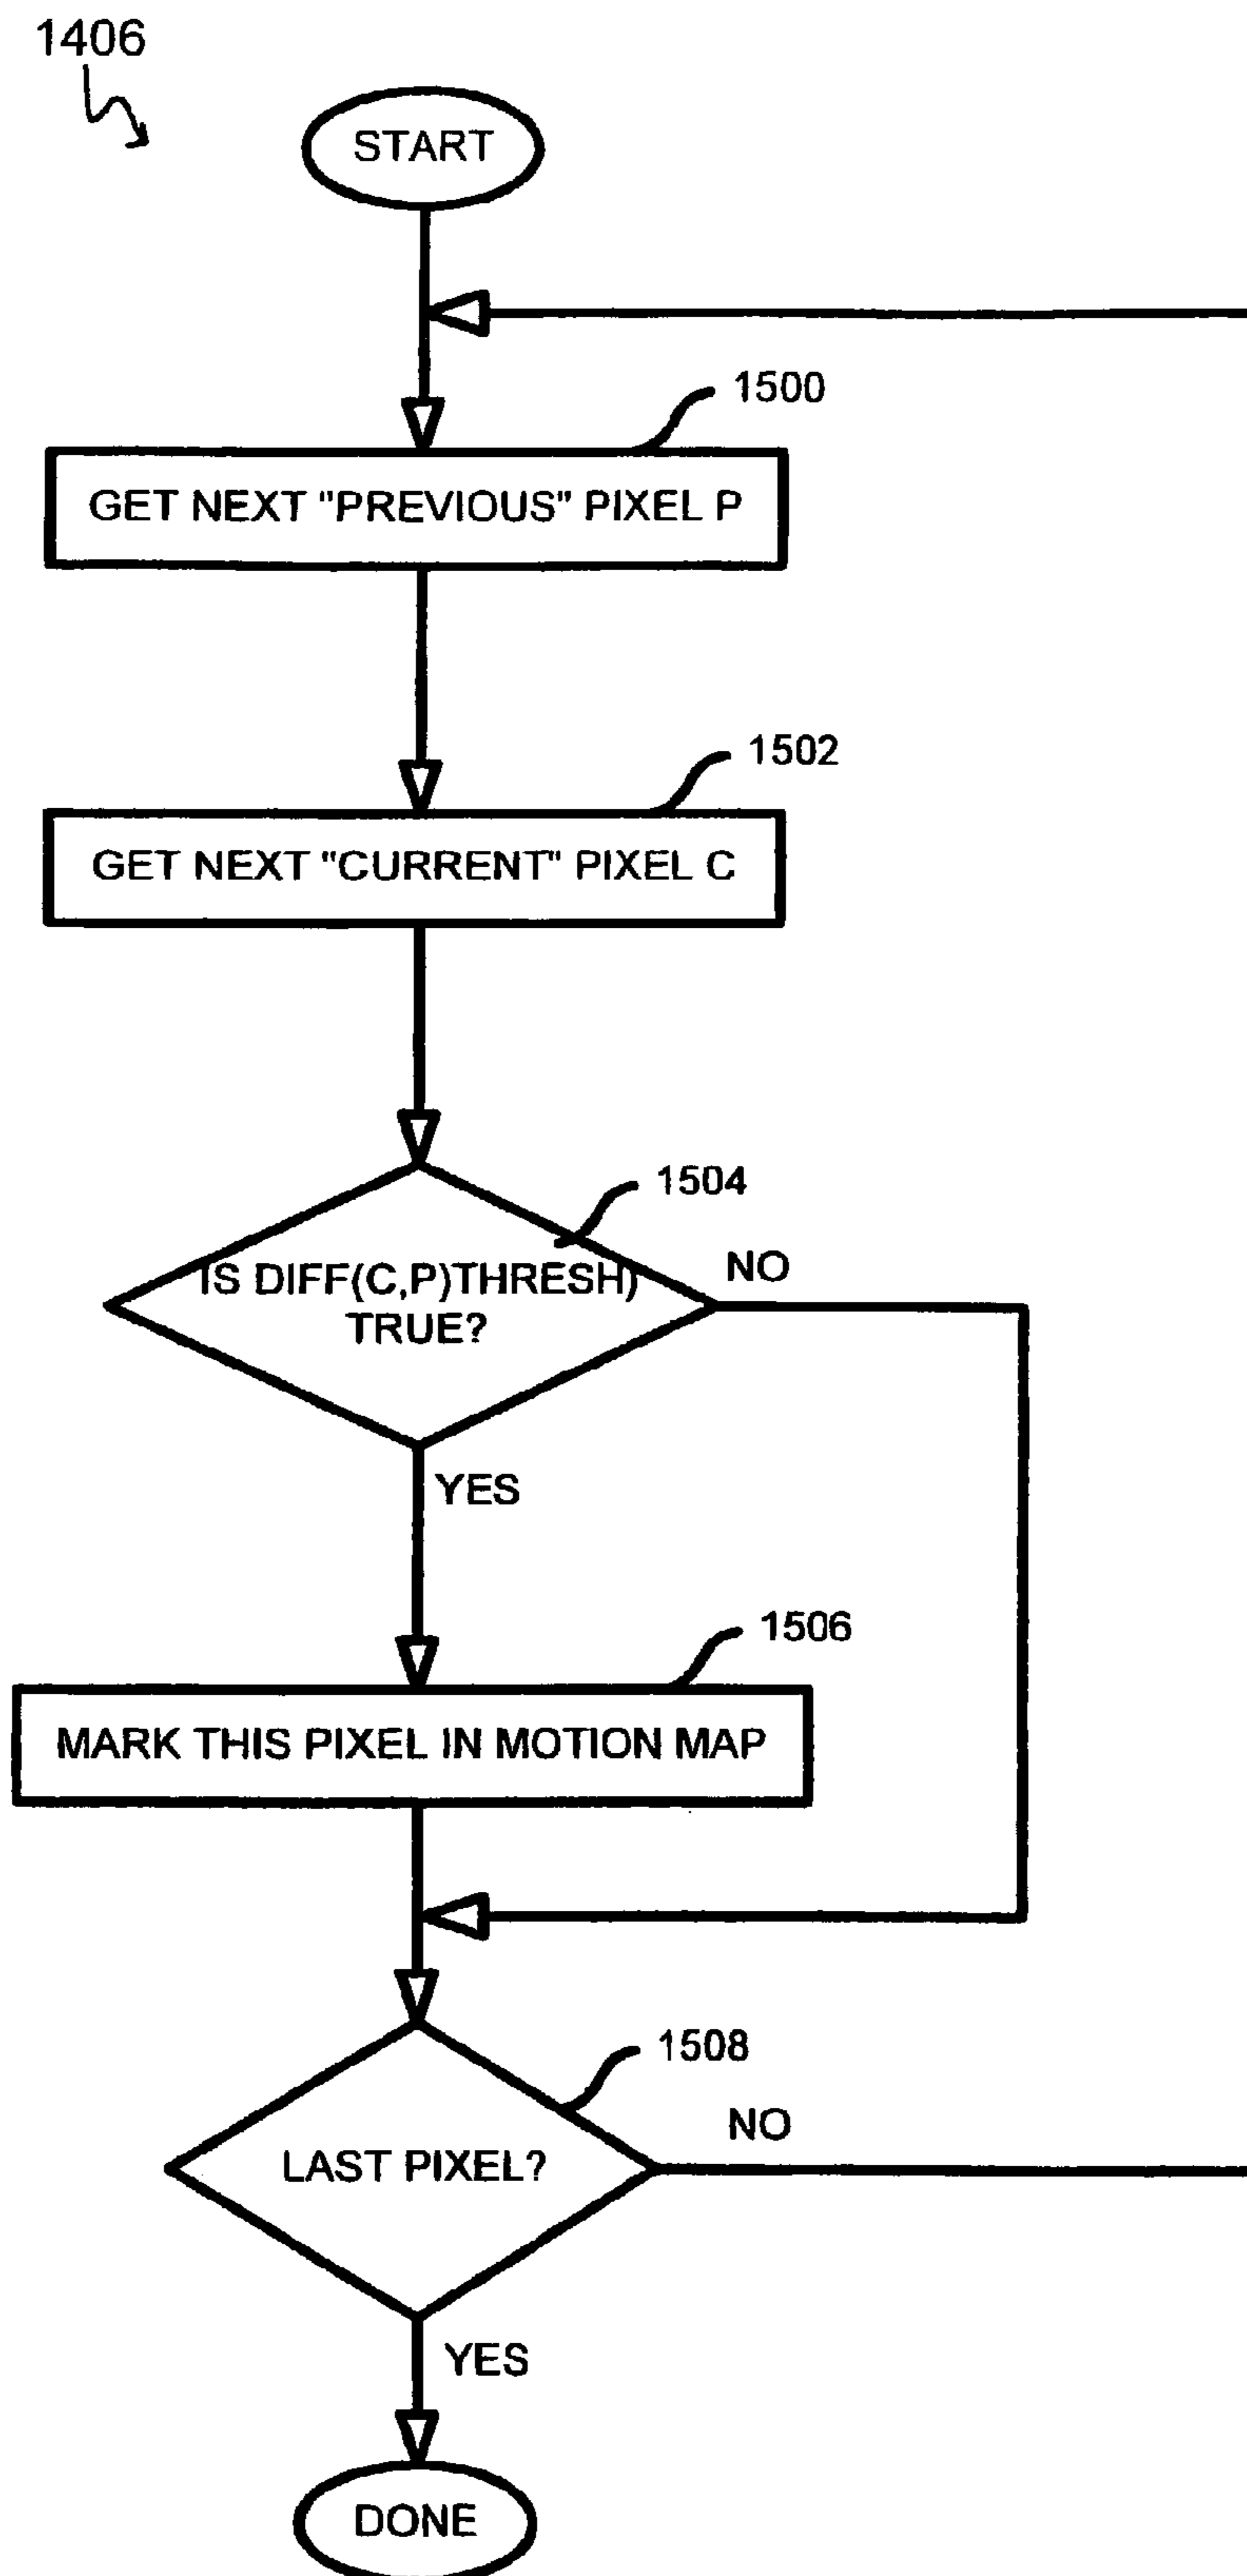 1406
START
1500
GET NEXT "PREVIOUS" PIXEL P
1502
GET NEXT "CURRENT" PIXEL C
1504
IS DIFF(C,P)THRESH)
TRUE?
NO
YES
1506
MARK THIS PIXEL IN MOTION MAP
1508
LAST PIXEL?
NO
YES
DONE